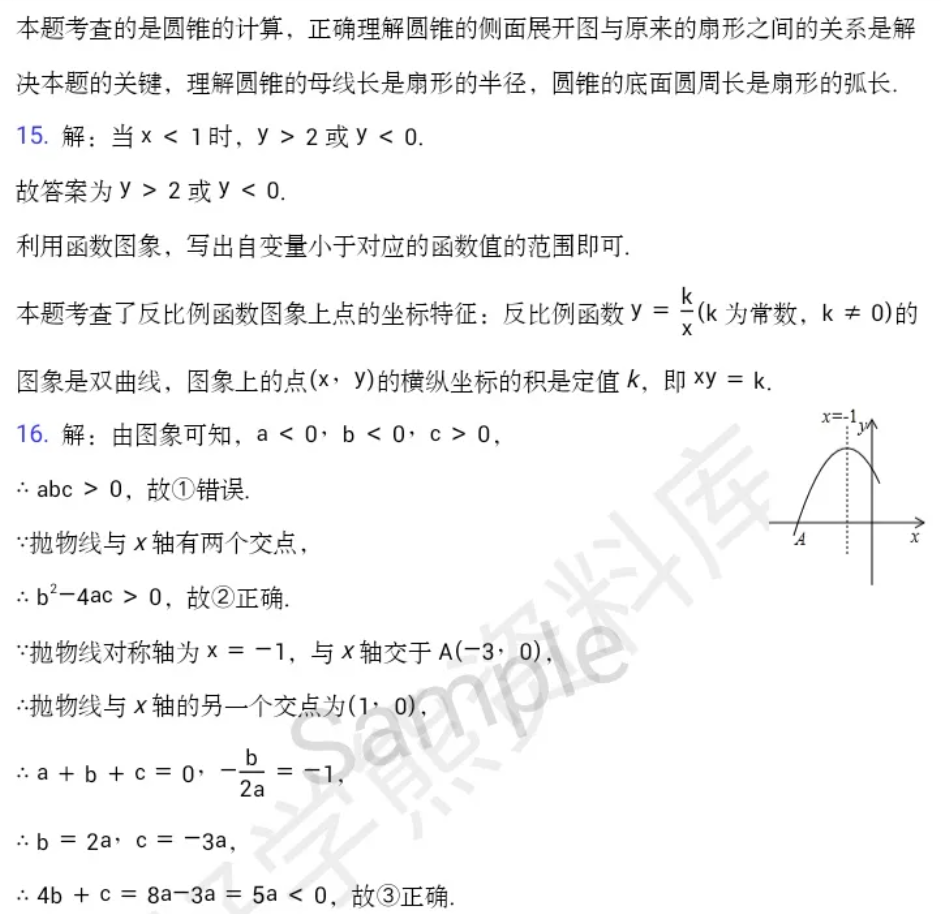 本题考查的是圆锥的计算，正确理解圆锥的侧面展开图与原来的扇形之间的关系是解
决本题的关键，理解圆锥的母线长是扇形的半径，圆锥的底面圆周长是扇形的弧长.
15. 解：当 x < 1 时，y > 2 或 y < 0.
故答案为 y > 2 或 y < 0.
利用函数图象，写出自变量小于对应的函数值的范围即可.
本题考查了反比例函数图象上点的坐标特征：反比例函数 y = k/x (k 为常数，k ≠ 0)的
图象是双曲线，图象上的点(x，y)的横纵坐标的积是定值 k，即 xy = k.
16. 解：由图象可知，a < 0，b < 0，c > 0，
∴ abc > 0，故①错误.
∵抛物线与 x 轴有两个交点，
∴ b²−4ac > 0，故②正确.
∵抛物线对称轴为 x = −1，与 x 轴交于 A(−3，0)，
∴抛物线与 x 轴的另一个交点为(1，0)，
∴ a + b + c = 0，−b/2a = −1，
∴ b = 2a，c = −3a，
∴ 4b + c = 8a−3a = 5a < 0，故③正确.
x=-1
y
A
x
学熊资料库
Sample